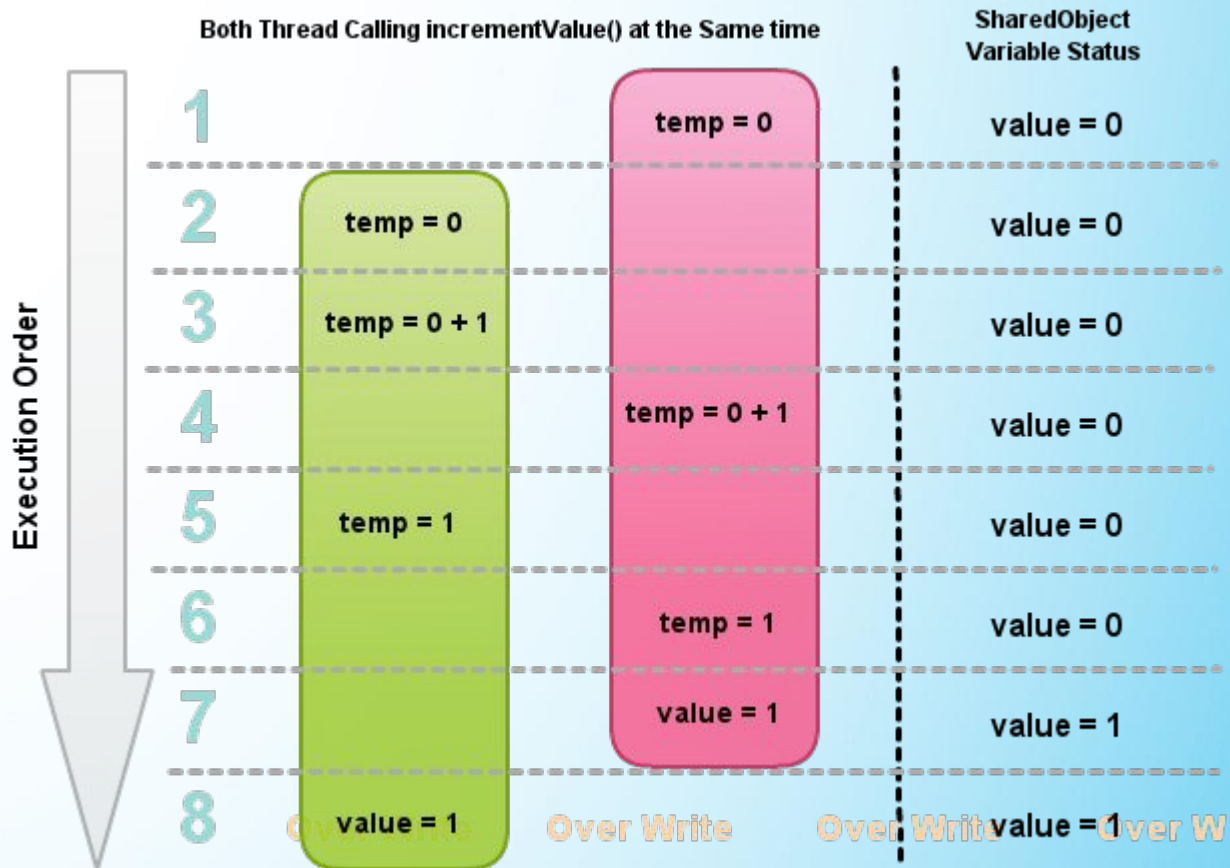 Both Thread Calling incrementValue() at the Same time
SharedObject
Variable Status
Execution Order
1
temp = 0
value = 0
2
temp = 0
value = 0
3
temp = 0 + 1
value = 0
4
temp = 0 + 1
value = 0
5
temp = 1
value = 0
6
temp = 1
value = 0
7
value = 1
value = 1
8
Over Write
value = 1
Over Write
Over Write
value = 1
Over W